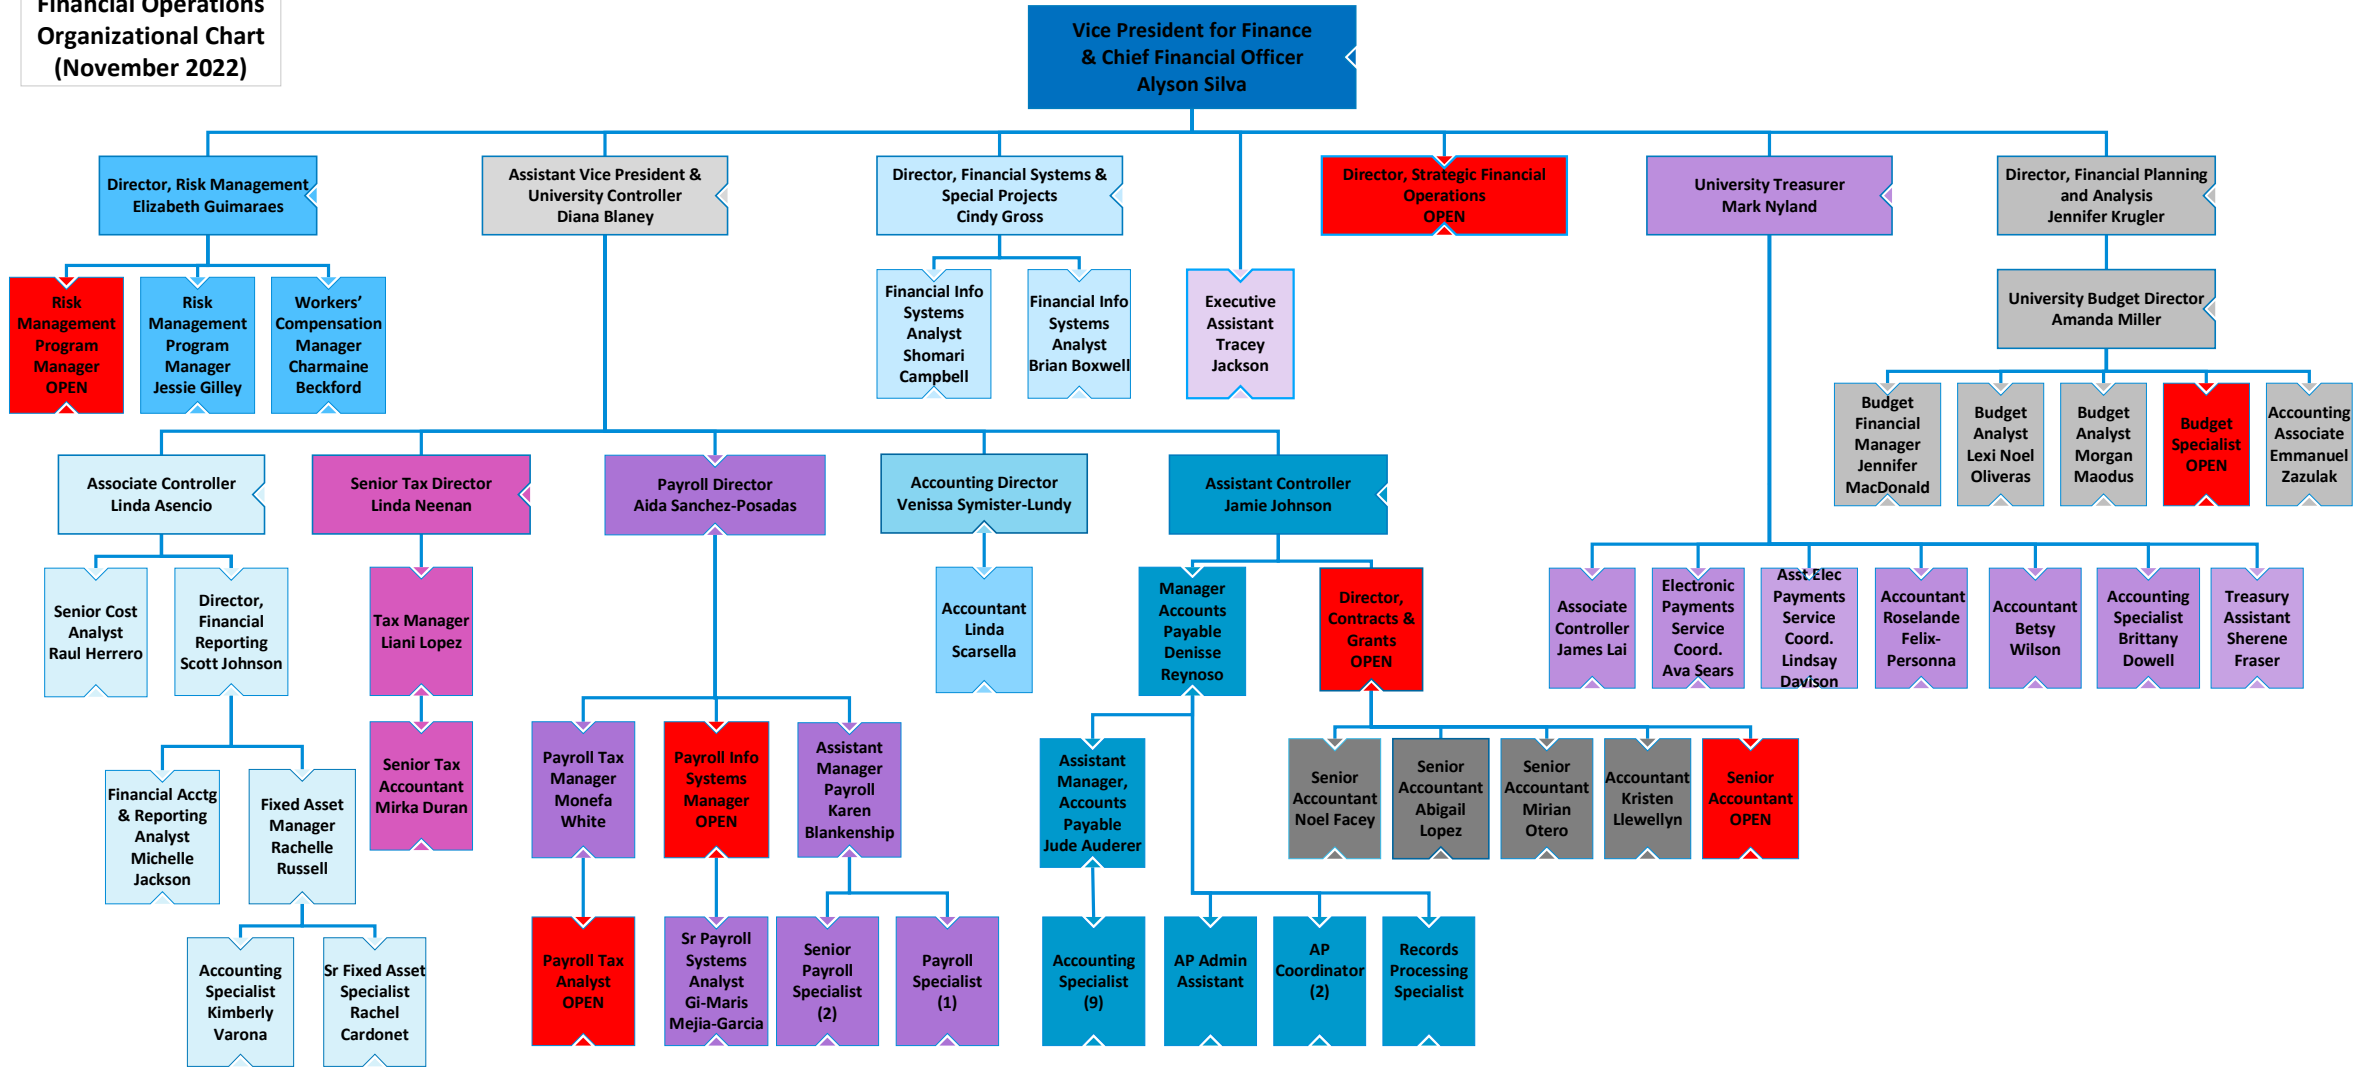 Financial Operations
Organizational Chart
(November 2022)
Vice President for Finance
& Chief Financial Officer
Alyson Silva
Director, Risk Management
Elizabeth Guimaraes
Assistant Vice President &
University Controller
Diana Blaney
Director, Financial Systems &
Special Projects
Cindy Gross
Director, Strategic Financial
Operations
OPEN
University Treasurer
Mark Nyland
Director, Financial Planning
and Analysis
Jennifer Krugler
Risk
Management
Program
Manager
OPEN
Risk
Management
Program
Manager
Jessie Gilley
Workers’
Compensation
Manager
Charmaine
Beckford
Financial Info
Systems
Analyst
Shomari
Campbell
Financial Info
Systems
Analyst
Brian Boxwell
Executive
Assistant
Tracey
Jackson
University Budget Director
Amanda Miller
Budget
Financial
Manager
Jennifer
MacDonald
Budget
Analyst
Lexi Noel
Oliveras
Budget
Analyst
Morgan
Maodus
Budget
Specialist
OPEN
Accounting
Associate
Emmanuel
Zazulak
Associate Controller
Linda Asencio
Senior Tax Director
Linda Neenan
Payroll Director
Aida Sanchez-Posadas
Accounting Director
Venissa Symister-Lundy
Assistant Controller
Jamie Johnson
Senior Cost
Analyst
Raul Herrero
Director,
Financial
Reporting
Scott Johnson
Tax Manager
Liani Lopez
Accountant
Linda
Scarsella
Manager
Accounts
Payable
Denisse
Reynoso
Director,
Contracts &
Grants
OPEN
Associate
Controller
James Lai
Electronic
Payments
Service
Coord.
Ava Sears
Asst Elec
Payments
Service
Coord.
Lindsay
Davison
Accountant
Roselande
Felix-
Personna
Accountant
Betsy
Wilson
Accounting
Specialist
Brittany
Dowell
Treasury
Assistant
Sherene
Fraser
Financial Acctg
& Reporting
Analyst
Michelle
Jackson
Fixed Asset
Manager
Rachelle
Russell
Senior Tax
Accountant
Mirka Duran
Payroll Tax
Manager
Monefa
White
Payroll Info
Systems
Manager
OPEN
Assistant
Manager
Payroll
Karen
Blankenship
Assistant
Manager,
Accounts
Payable
Jude Auderer
Senior
Accountant
Noel Facey
Senior
Accountant
Abigail
Lopez
Senior
Accountant
Mirian
Otero
Accountant
Kristen
Llewellyn
Senior
Accountant
OPEN
Accounting
Specialist
Kimberly
Varona
Sr Fixed Asset
Specialist
Rachel
Cardonet
Payroll Tax
Analyst
OPEN
Sr Payroll
Systems
Analyst
Gi-Maris
Mejia-Garcia
Senior
Payroll
Specialist
(2)
Payroll
Specialist
(1)
Accounting
Specialist
(9)
AP Admin
Assistant
AP
Coordinator
(2)
Records
Processing
Specialist